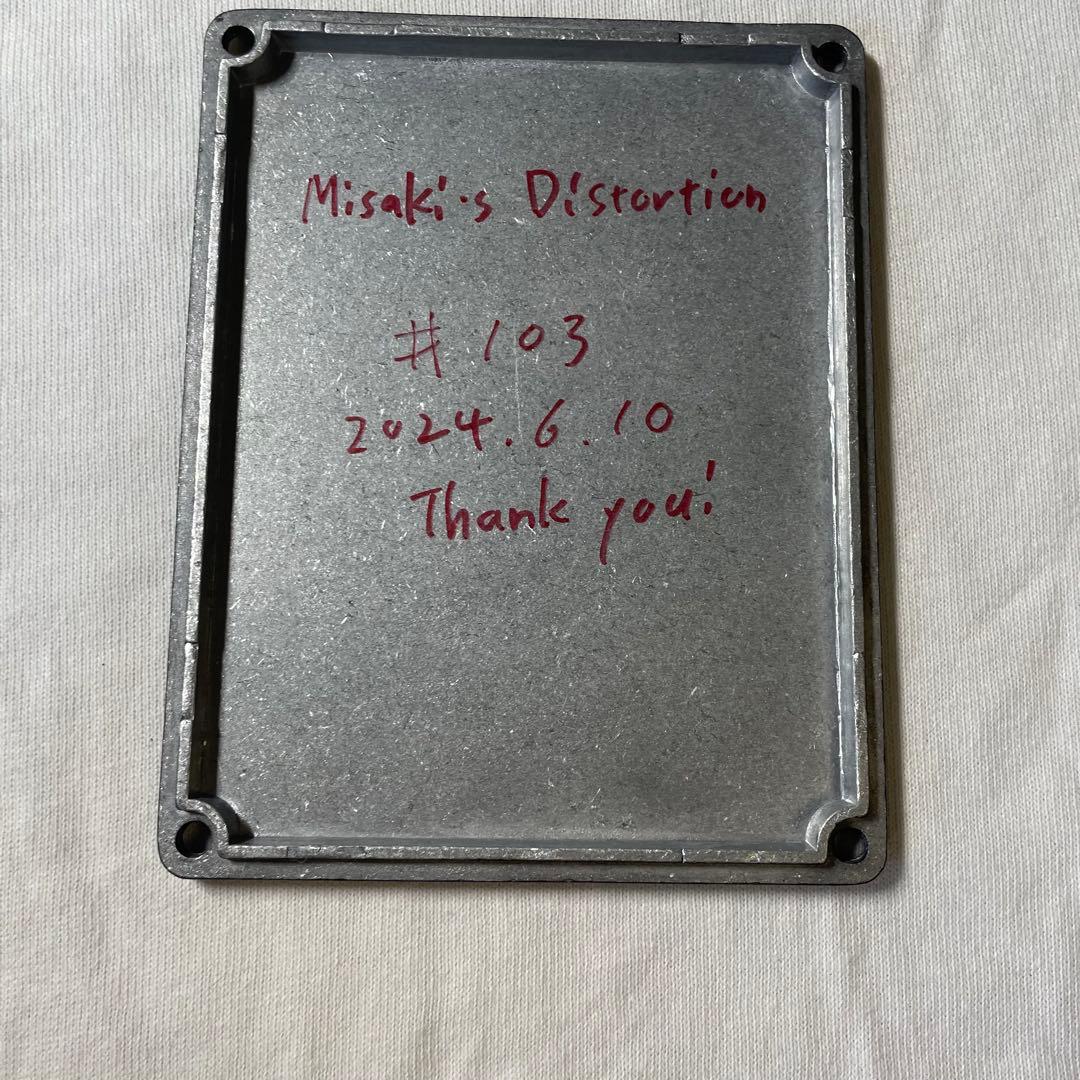 Misaki's Distortion
# 103
2024.6.10
Thank you!